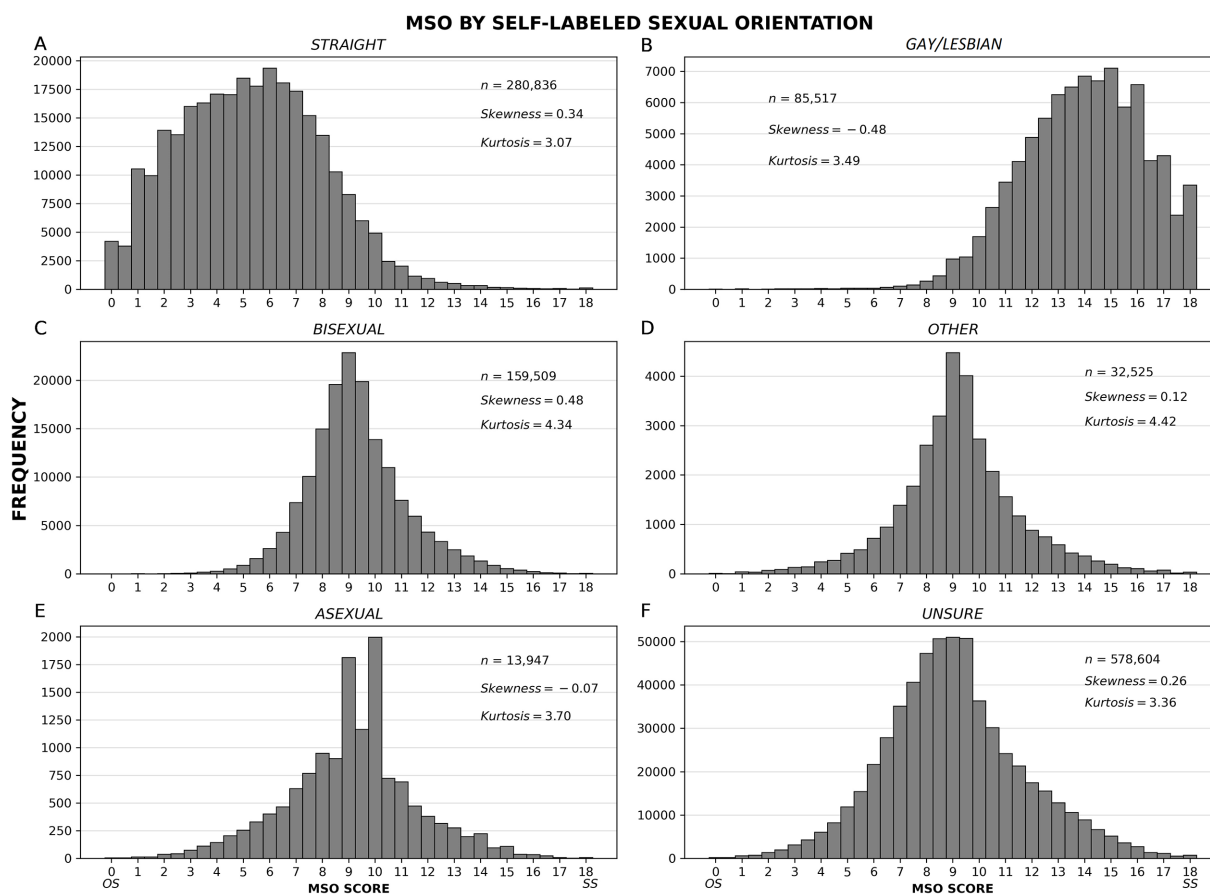 MSO BY SELF-LABELED SEXUAL ORIENTATION
A
STRAIGHT
20000
17500
15000
12500
10000
7500
5000
2500
0
n = 280,836
Skewness = 0.34
Kurtosis = 3.07
0 1 2 3 4 5 6 7 8 9 10 11 12 13 14 15 16 17 18
B
GAY/LESBIAN
7000
6000
5000
4000
3000
2000
1000
0
n = 85,517
Skewness = −0.48
Kurtosis = 3.49
0 1 2 3 4 5 6 7 8 9 10 11 12 13 14 15 16 17 18
FREQUENCY
C
BISEXUAL
20000
15000
10000
5000
0
n = 159,509
Skewness = 0.48
Kurtosis = 4.34
0 1 2 3 4 5 6 7 8 9 10 11 12 13 14 15 16 17 18
D
OTHER
4000
3000
2000
1000
0
n = 32,525
Skewness = 0.12
Kurtosis = 4.42
0 1 2 3 4 5 6 7 8 9 10 11 12 13 14 15 16 17 18
E
ASEXUAL
2000
1750
1500
1250
1000
750
500
250
0
n = 13,947
Skewness = −0.07
Kurtosis = 3.70
0 1 2 3 4 5 6 7 8 9 10 11 12 13 14 15 16 17 18
OS MSO SCORE SS
F
UNSURE
50000
40000
30000
20000
10000
0
n = 578,604
Skewness = 0.26
Kurtosis = 3.36
0 1 2 3 4 5 6 7 8 9 10 11 12 13 14 15 16 17 18
OS MSO SCORE SS